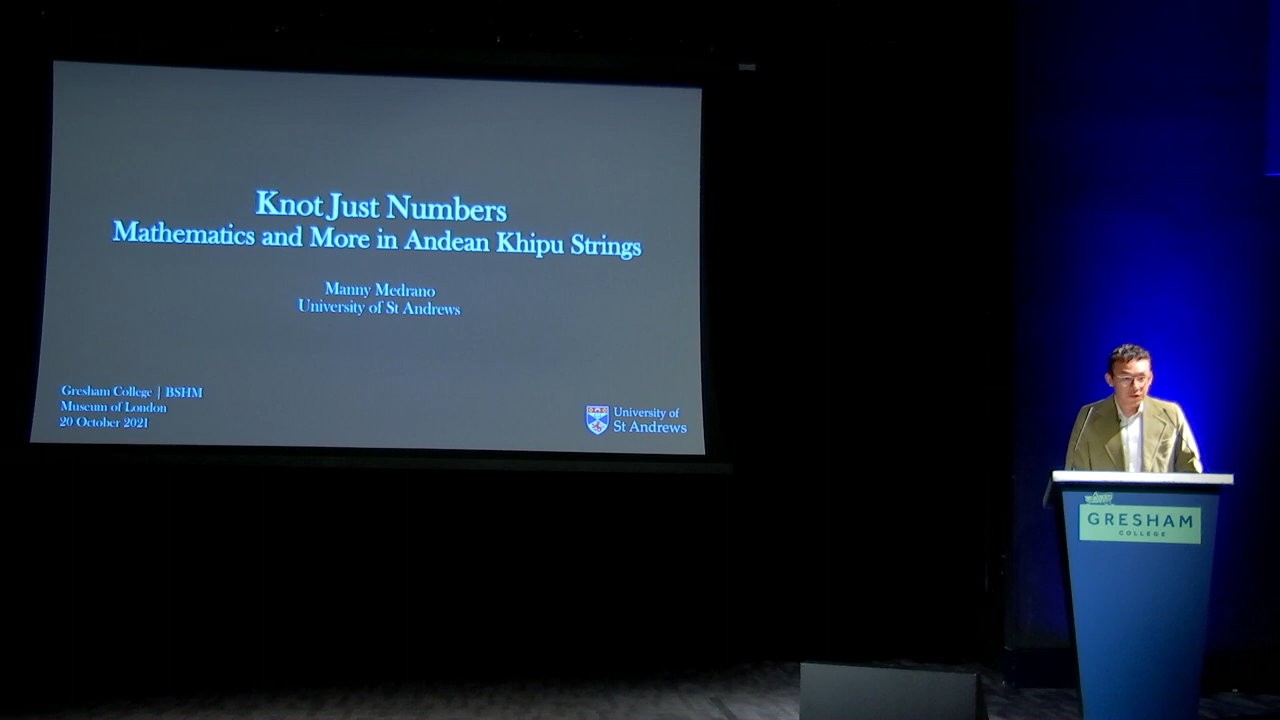 Knot Just Numbers
Mathematics and More in Andean Khipu Strings
Manny Medrano
University of St Andrews
Gresham College | BSHM
Museum of London
20 October 2021
University of
St Andrews
GRESHAM
COLLEGE